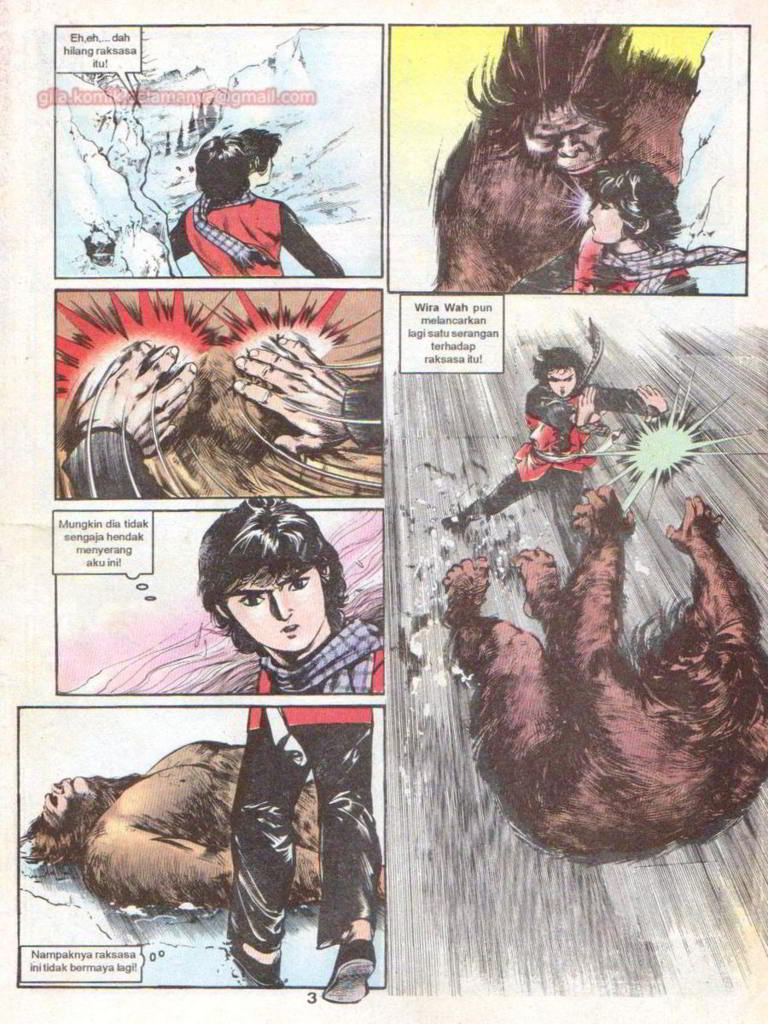 Eh,eh,... dah
hilang raksasa
itu!
Wira Wah pun
melancarkan
lagi satu serangan
terhadap
raksasa itu!
Mungkin dia tidak
sengaja hendak
menyerang
aku ini!
Nampaknya raksasa
ini tidak bermaya lagi!
3